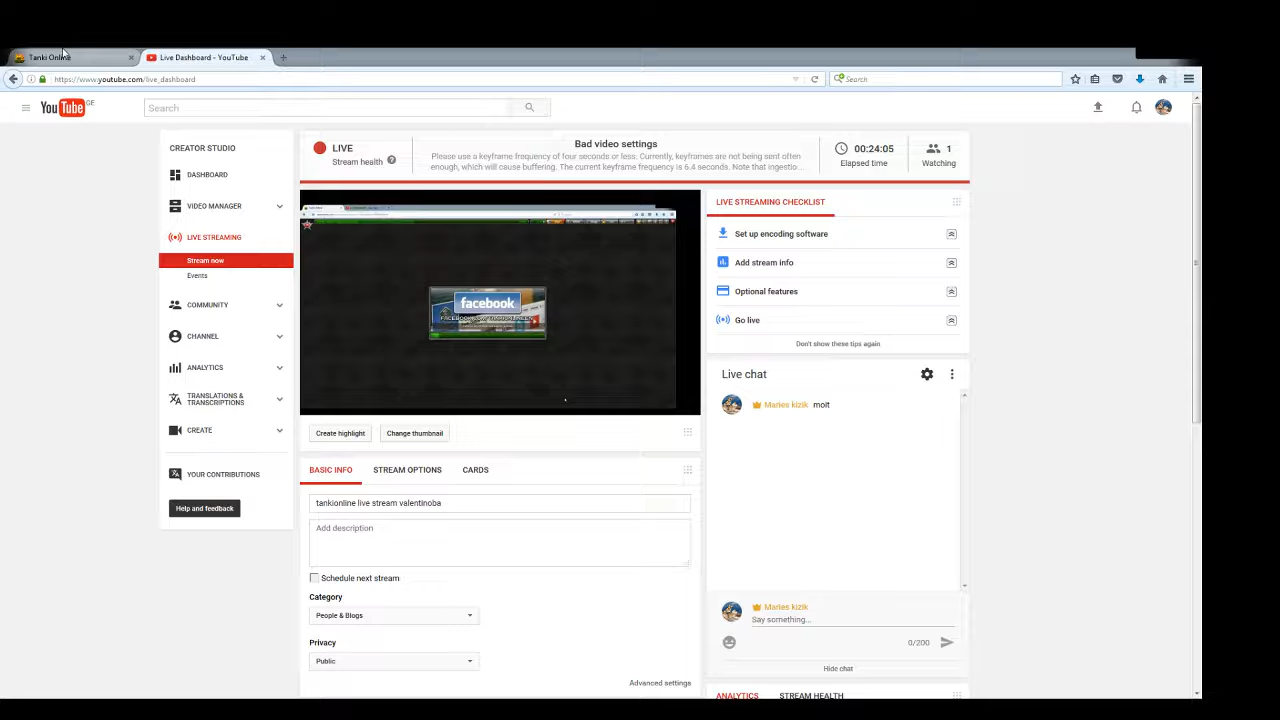 Tanki Online
Live Dashboard - YouTube
https://www.youtube.com/live_dashboard
Search
YouTube GE
Search
CREATOR STUDIO
DASHBOARD
VIDEO MANAGER
LIVE STREAMING
Stream now
Events
COMMUNITY
CHANNEL
ANALYTICS
TRANSLATIONS &
TRANSCRIPTIONS
CREATE
YOUR CONTRIBUTIONS
Help and feedback
LIVE
Stream health
Bad video settings
Please use a keyframe frequency of four seconds or less. Currently, keyframes are not being sent often
enough, which will cause buffering. The current keyframe frequency is 6.4 seconds. Note that ingestio...
00:24:05
Elapsed time
1
Watching
facebook
Create highlight
Change thumbnail
BASIC INFO
STREAM OPTIONS
CARDS
tankionline live stream valentinoba
Add description
Schedule next stream
Category
People & Blogs
Privacy
Public
Advanced settings
LIVE STREAMING CHECKLIST
Set up encoding software
Add stream info
Optional features
Go live
Don't show these tips again
Live chat
Maries kizik moit
Maries kizik
Say something...
0/200
Hide chat
ANALYTICS
STREAM HEALTH